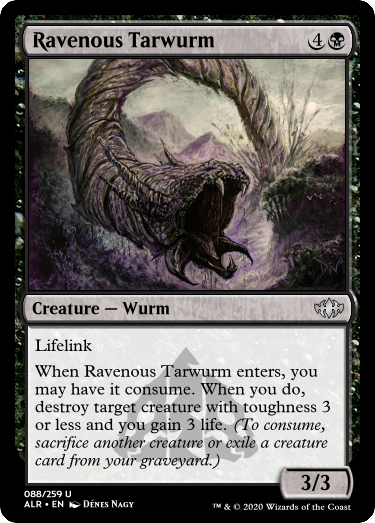 Ravenous Tarwurm 4
Creature — Wurm
Lifelink
When Ravenous Tarwurm enters, you
may have it consume. When you do,
destroy target creature with toughness 3
or less and you gain 3 life. (To consume,
sacrifice another creature or exile a creature
card from your graveyard.)
3/3
088/259 U
ALR • EN Dénes Nagy ™ & © 2020 Wizards of the Coast